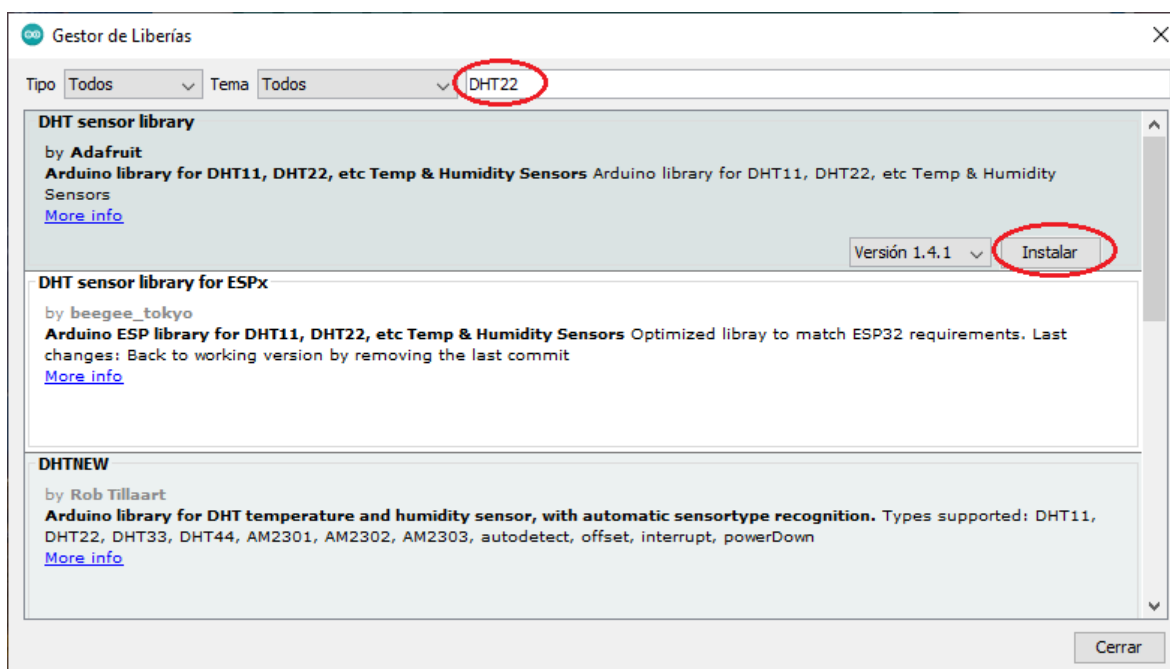 Gestor de Liberías
Tipo Todos Tema Todos DHT22
DHT sensor library
by Adafruit
Arduino library for DHT11, DHT22, etc Temp & Humidity Sensors Arduino library for DHT11, DHT22, etc Temp & Humidity
Sensors
More info
Versión 1.4.1 Instalar
DHT sensor library for ESPx
by beegee_tokyo
Arduino ESP library for DHT11, DHT22, etc Temp & Humidity Sensors Optimized libray to match ESP32 requirements. Last
changes: Back to working version by removing the last commit
More info
DHTNEW
by Rob Tillaart
Arduino library for DHT temperature and humidity sensor, with automatic sensortype recognition. Types supported: DHT11,
DHT22, DHT33, DHT44, AM2301, AM2302, AM2303, autodetect, offset, interrupt, powerDown
More info
Cerrar